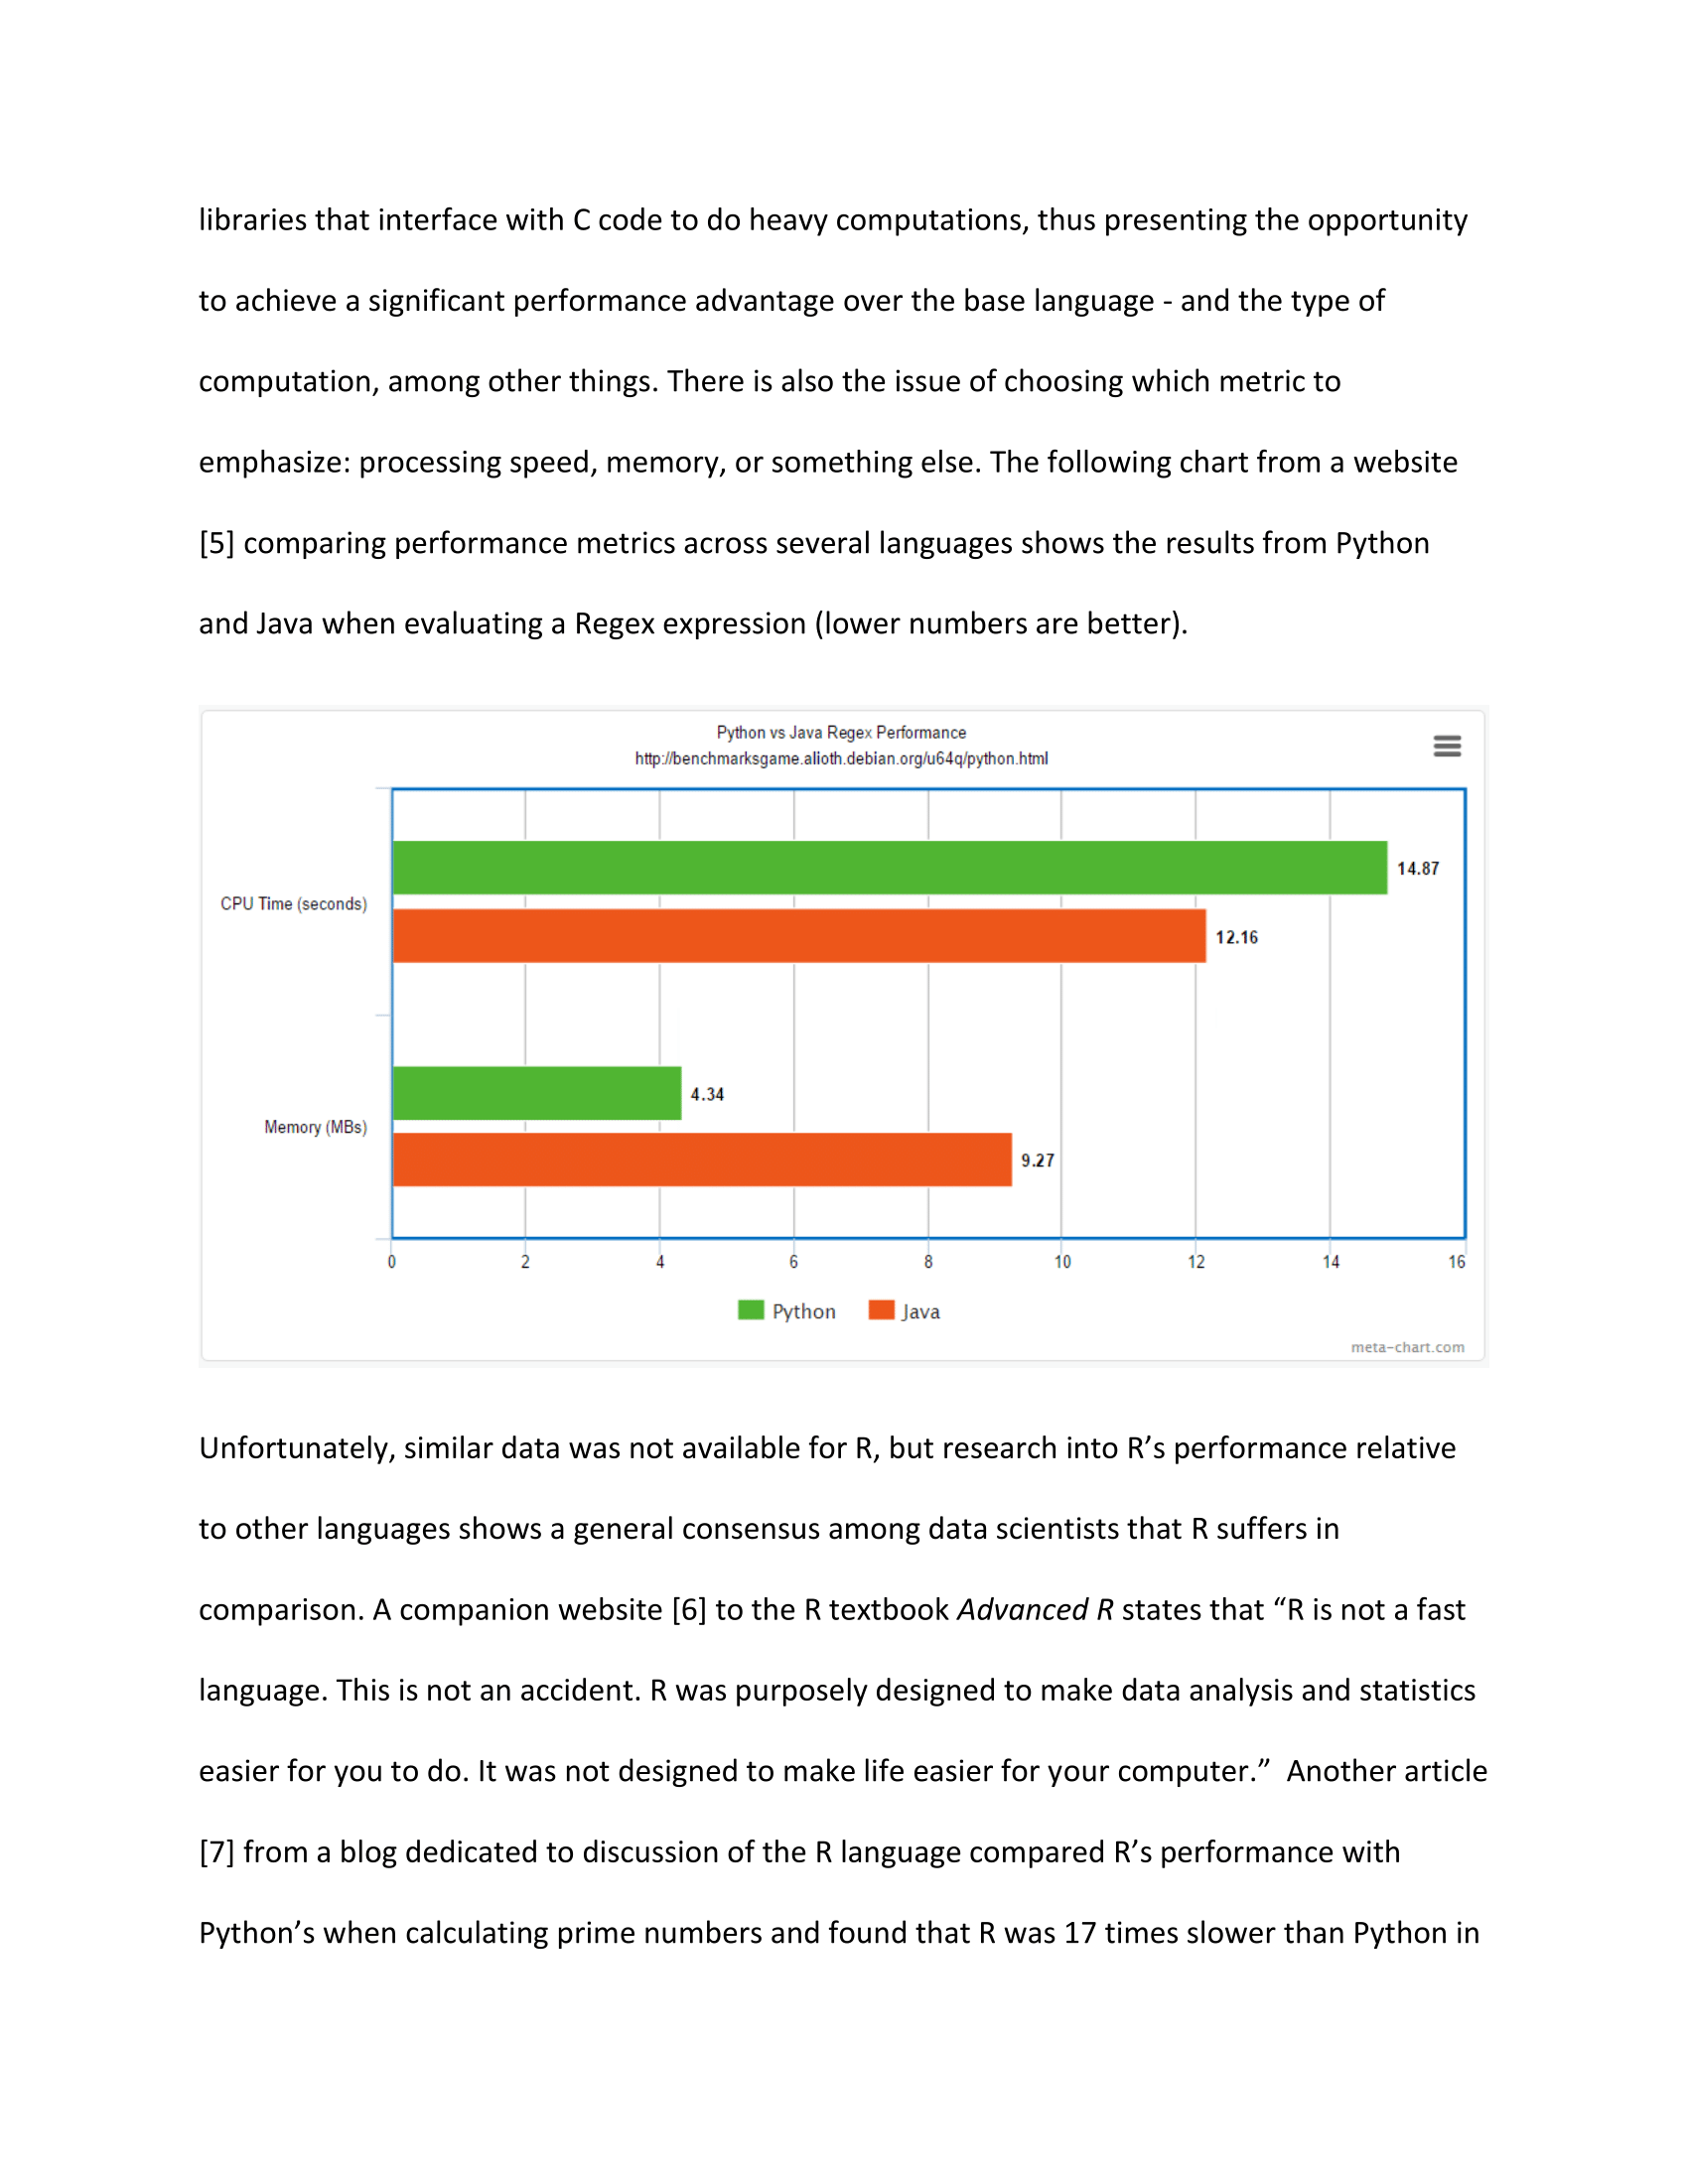 libraries that interface with C code to do heavy computations, thus presenting the opportunity
to achieve a significant performance advantage over the base language - and the type of
computation, among other things. There is also the issue of choosing which metric to
emphasize: processing speed, memory, or something else. The following chart from a website
[5] comparing performance metrics across several languages shows the results from Python
and Java when evaluating a Regex expression (lower numbers are better).
Python vs Java Regex Performance
http://benchmarksgame.alioth.debian.org/u64q/python.html
CPU Time (seconds)
14.87
12.16
Memory (MBs)
4.34
9.27
0 2 4 6 8 10 12 14 16
Python Java
meta-chart.com
Unfortunately, similar data was not available for R, but research into R’s performance relative
to other languages shows a general consensus among data scientists that R suffers in
comparison. A companion website [6] to the R textbook Advanced R states that “R is not a fast
language. This is not an accident. R was purposely designed to make data analysis and statistics
easier for you to do. It was not designed to make life easier for your computer.”  Another article
[7] from a blog dedicated to discussion of the R language compared R’s performance with
Python’s when calculating prime numbers and found that R was 17 times slower than Python in